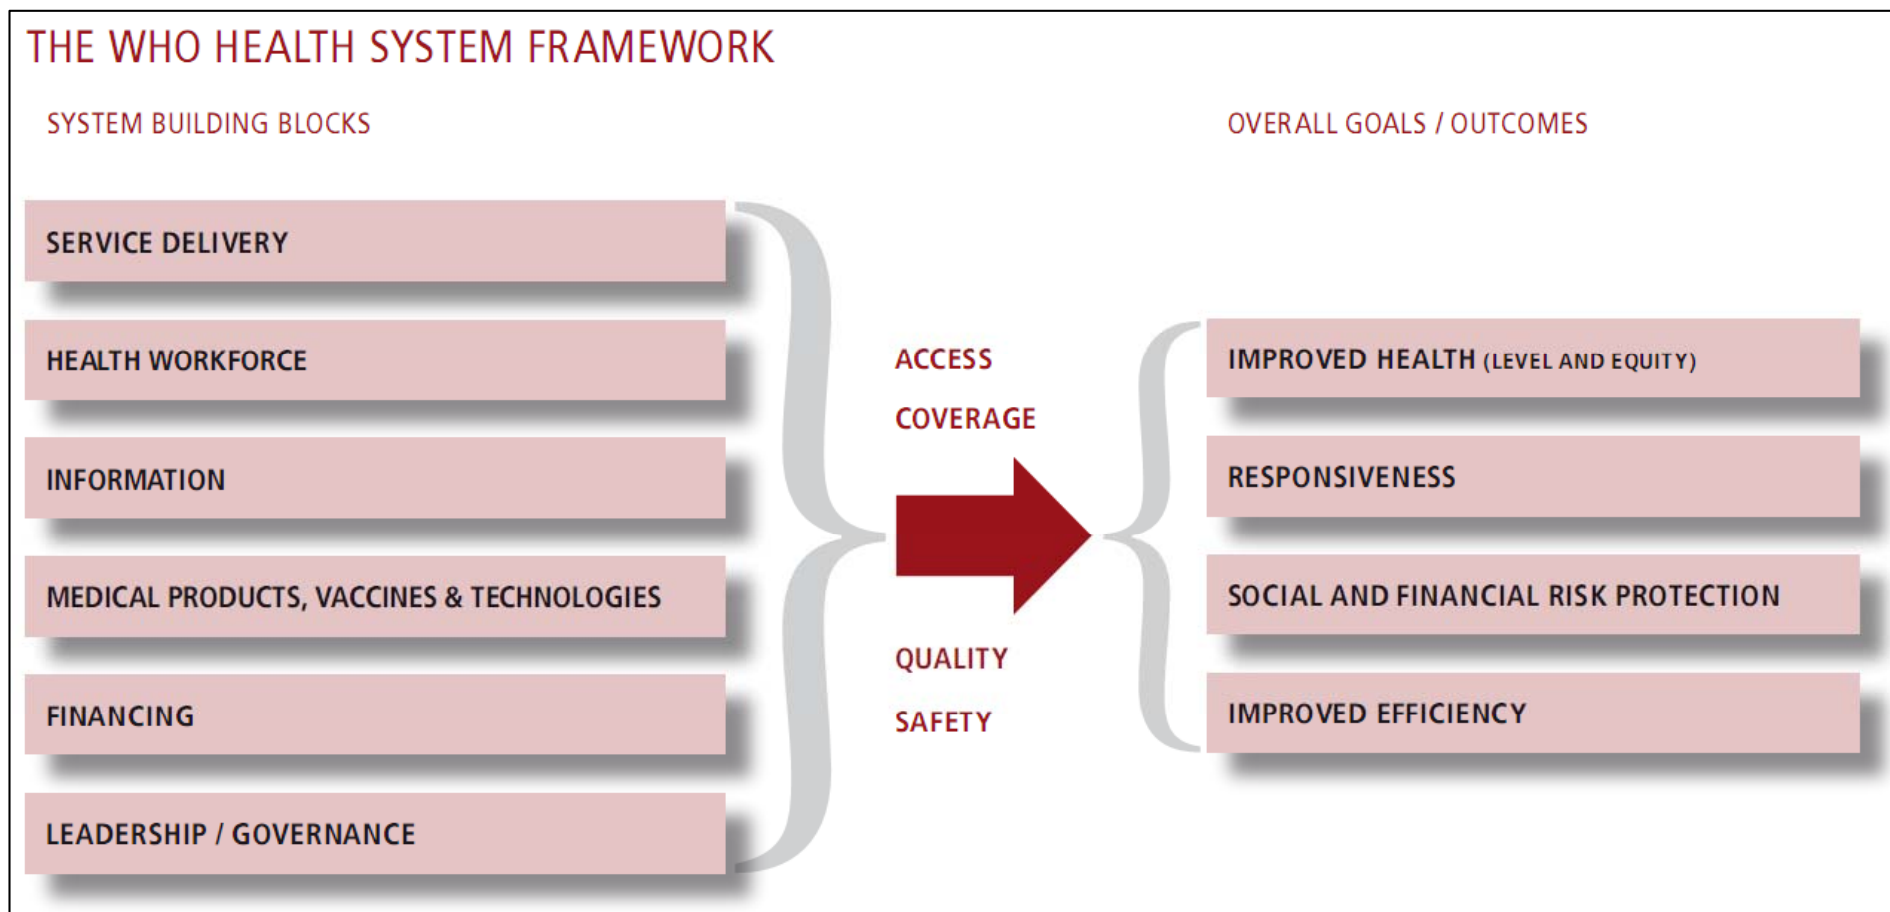 THE WHO HEALTH SYSTEM FRAMEWORK
SYSTEM BUILDING BLOCKS
OVERALL GOALS / OUTCOMES
SERVICE DELIVERY
HEALTH WORKFORCE
INFORMATION
MEDICAL PRODUCTS, VACCINES & TECHNOLOGIES
FINANCING
LEADERSHIP / GOVERNANCE
ACCESS
COVERAGE
QUALITY
SAFETY
IMPROVED HEALTH (LEVEL AND EQUITY)
RESPONSIVENESS
SOCIAL AND FINANCIAL RISK PROTECTION
IMPROVED EFFICIENCY